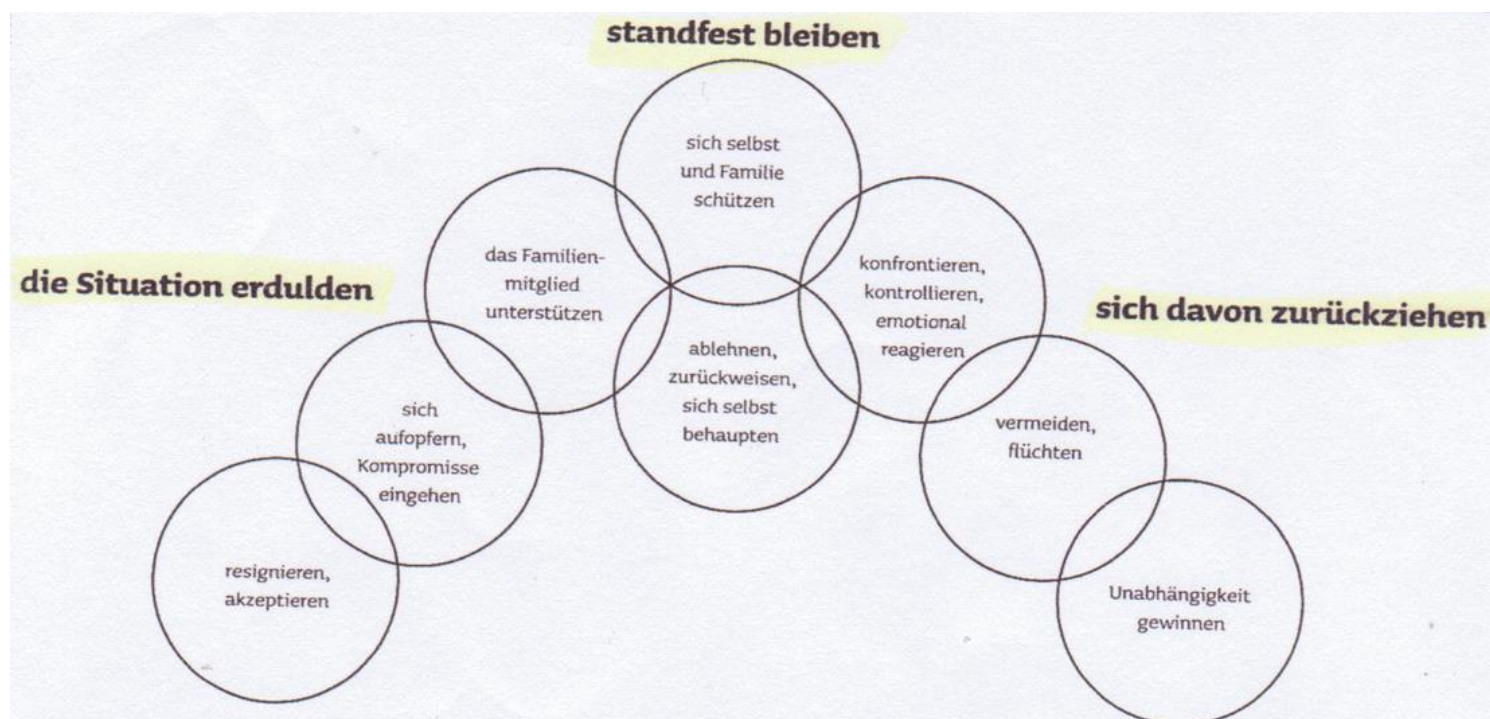 standfest bleiben
sich selbst
und Familie
schützen
das Familien-
mitglied
unterstützen
konfrontieren,
kontrollieren,
emotional
reagieren
die Situation erdulden
sich davon zurückziehen
ablehnen,
zurückweisen,
sich selbst
behaupten
sich
aufopfern,
Kompromisse
eingehen
vermeiden,
flüchten
resignieren,
akzeptieren
Unabhängigkeit
gewinnen